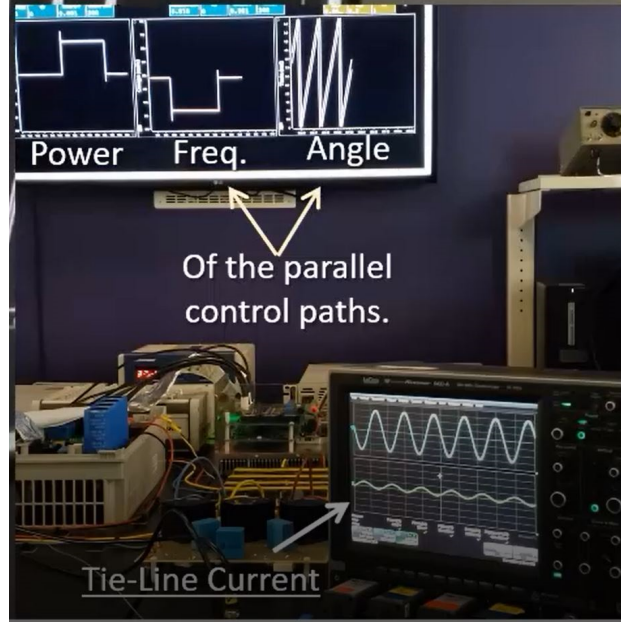 Power Freq. Angle
Of the parallel
control paths.
Tie-Line Current